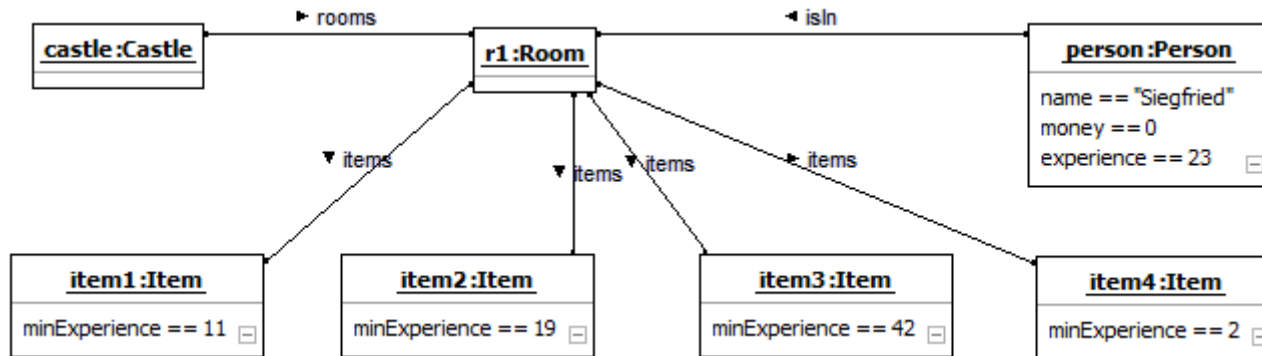 rooms
isIn
castle:Castle
r1:Room
person:Person
name == "Siegfried"
money == 0
experience == 23
items
items
items
items
item1:Item
minExperience == 11
item2:Item
minExperience == 19
item3:Item
minExperience == 42
item4:Item
minExperience == 2